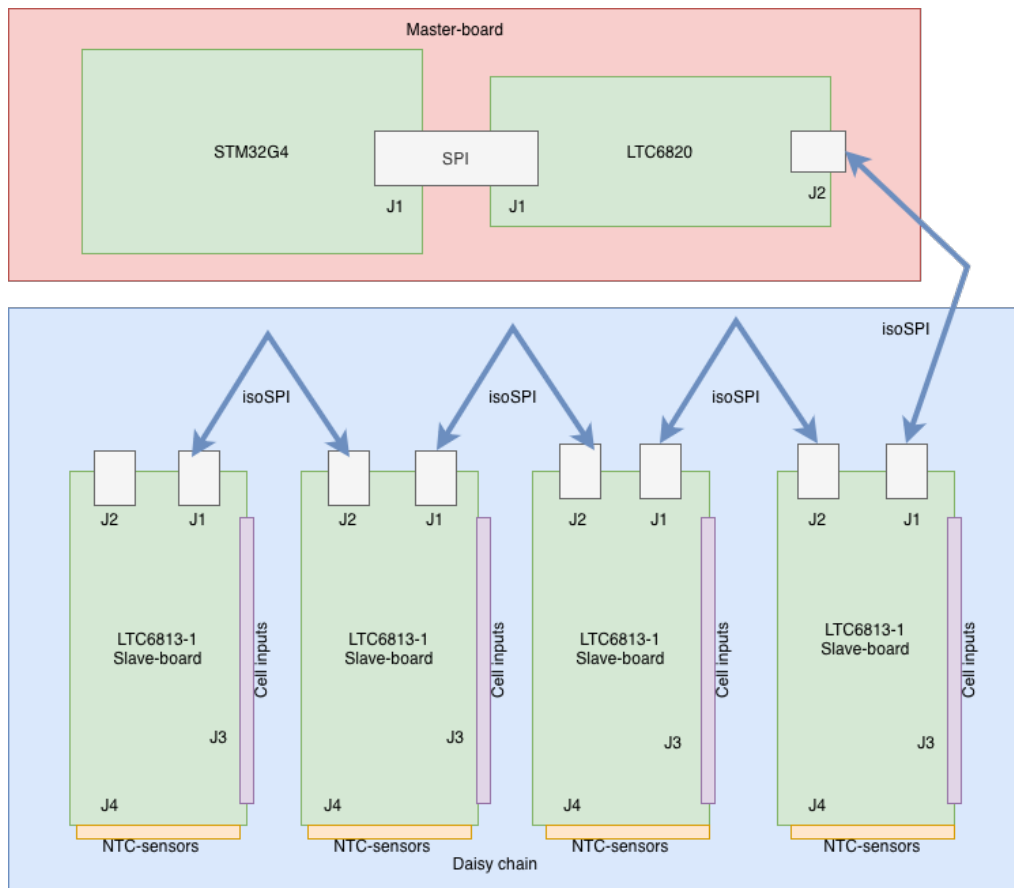 Master-board
STM32G4
SPI
LTC6820
J1
J1
J2
isoSPI
isoSPI
isoSPI
isoSPI
J2
J1
J2
J1
J2
J1
J2
J1
LTC6813-1
Slave-board
Cell inputs
LTC6813-1
Slave-board
Cell inputs
LTC6813-1
Slave-board
Cell inputs
LTC6813-1
Slave-board
Cell inputs
J3
J3
J3
J3
J4
J4
J4
J4
NTC-sensors
NTC-sensors
NTC-sensors
NTC-sensors
Daisy chain